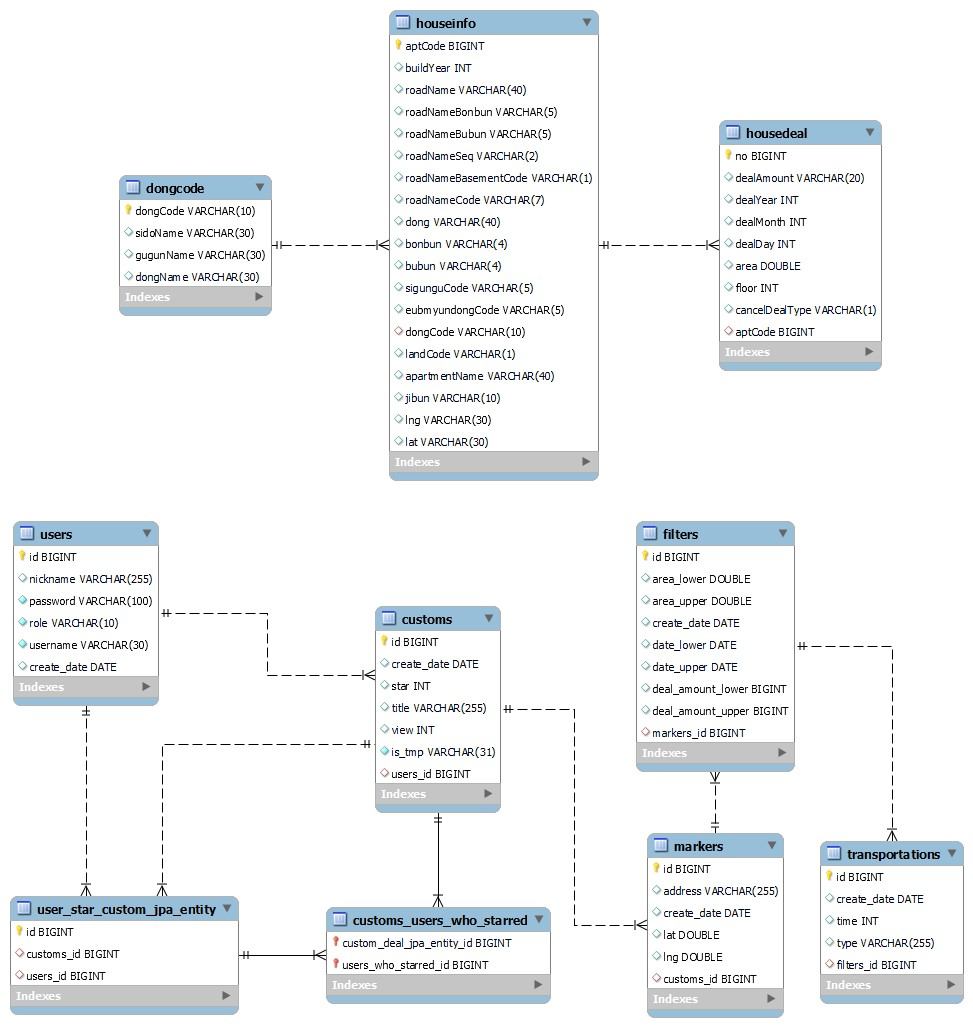 houseinfo
aptCode BIGINT
buildYear INT
roadName VARCHAR(40)
roadNameBonbun VARCHAR(5)
roadNameBubun VARCHAR(5)
roadNameSeq VARCHAR(2)
roadNameBasementCode VARCHAR(1)
roadNameCode VARCHAR(7)
dong VARCHAR(40)
bonbun VARCHAR(4)
bubun VARCHAR(4)
sigunguCode VARCHAR(5)
eubmyundongCode VARCHAR(5)
dongCode VARCHAR(10)
landCode VARCHAR(1)
apartmentName VARCHAR(40)
jibun VARCHAR(10)
lng VARCHAR(30)
lat VARCHAR(30)
Indexes
housedeal
no BIGINT
dealAmount VARCHAR(20)
dealYear INT
dealMonth INT
dealDay INT
area DOUBLE
floor INT
cancelDealType VARCHAR(1)
aptCode BIGINT
Indexes
dongcode
dongCode VARCHAR(10)
sidoName VARCHAR(30)
gugunName VARCHAR(30)
dongName VARCHAR(30)
Indexes
users
id BIGINT
nickname VARCHAR(255)
password VARCHAR(100)
role VARCHAR(10)
username VARCHAR(30)
create_date DATE
Indexes
customs
id BIGINT
create_date DATE
star INT
title VARCHAR(255)
view INT
is_tmp VARCHAR(31)
users_id BIGINT
Indexes
filters
id BIGINT
area_lower DOUBLE
area_upper DOUBLE
create_date DATE
date_lower DATE
date_upper DATE
deal_amount_lower BIGINT
deal_amount_upper BIGINT
markers_id BIGINT
Indexes
user_star_custom_jpa_entity
id BIGINT
customs_id BIGINT
users_id BIGINT
Indexes
customs_users_who_starred
custom_deal_jpa_entity_id BIGINT
users_who_starred_id BIGINT
Indexes
markers
id BIGINT
address VARCHAR(255)
create_date DATE
lat DOUBLE
lng DOUBLE
customs_id BIGINT
Indexes
transportations
id BIGINT
create_date DATE
time INT
type VARCHAR(255)
filters_id BIGINT
Indexes